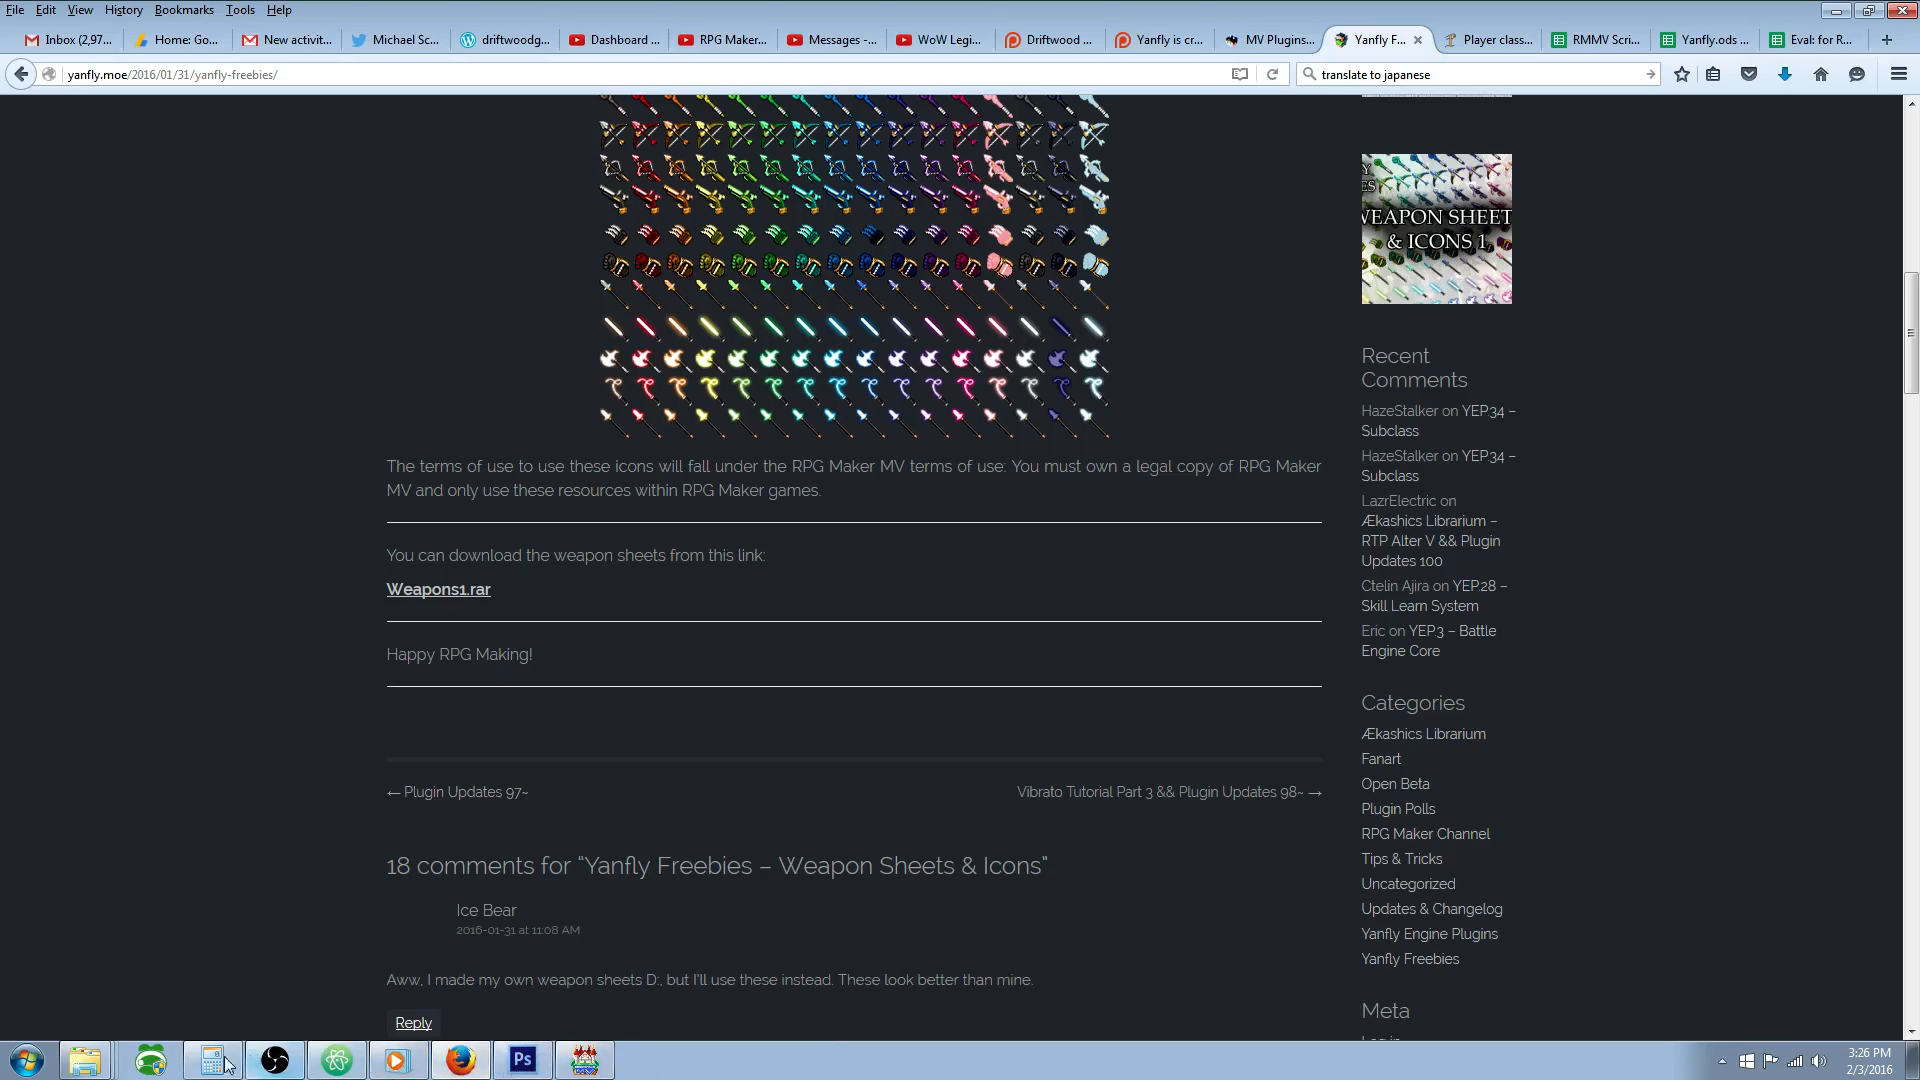 File Edit View History Bookmarks Tools Help
Inbox (2,97... Home: Go... New activit... Michael Sc... driftwoodg... Dashboard ... RPG Maker... Messages -... WoW Legi... Driftwood ... Yanfly is cr... MV Plugins... Yanfly F... Player class... RMMV Scri... Yanfly.ods ... Eval: for R...
yanfly.moe/2016/01/31/yanfly-freebies/
translate to japanese
WEAPON SHEET
& ICONS 1
Recent
Comments
HazeStalker on YEP.34 –
Subclass
HazeStalker on YEP.34 –
Subclass
LazrElectric on
Ækashics Librarium –
RTP Alter V && Plugin
Updates 100
Ctelin Ajira on YEP.28 –
Skill Learn System
Eric on YEP.3 – Battle
Engine Core
Categories
Ækashics Librarium
Fanart
Open Beta
Plugin Polls
RPG Maker Channel
Tips & Tricks
Uncategorized
Updates & Changelog
Yanfly Engine Plugins
Yanfly Freebies
Meta
The terms of use to use these icons will fall under the RPG Maker MV terms of use: You must own a legal copy of RPG Maker
MV and only use these resources within RPG Maker games.
You can download the weapon sheets from this link:
Weapons1.rar
Happy RPG Making!
← Plugin Updates 97~
Vibrato Tutorial Part 3 && Plugin Updates 98~ →
18 comments for “Yanfly Freebies – Weapon Sheets & Icons”
Ice Bear
2016-01-31 at 11:08 AM
Aww, I made my own weapon sheets D:, but I'll use these instead. These look better than mine.
Reply
Ps
3:26 PM
2/3/2016